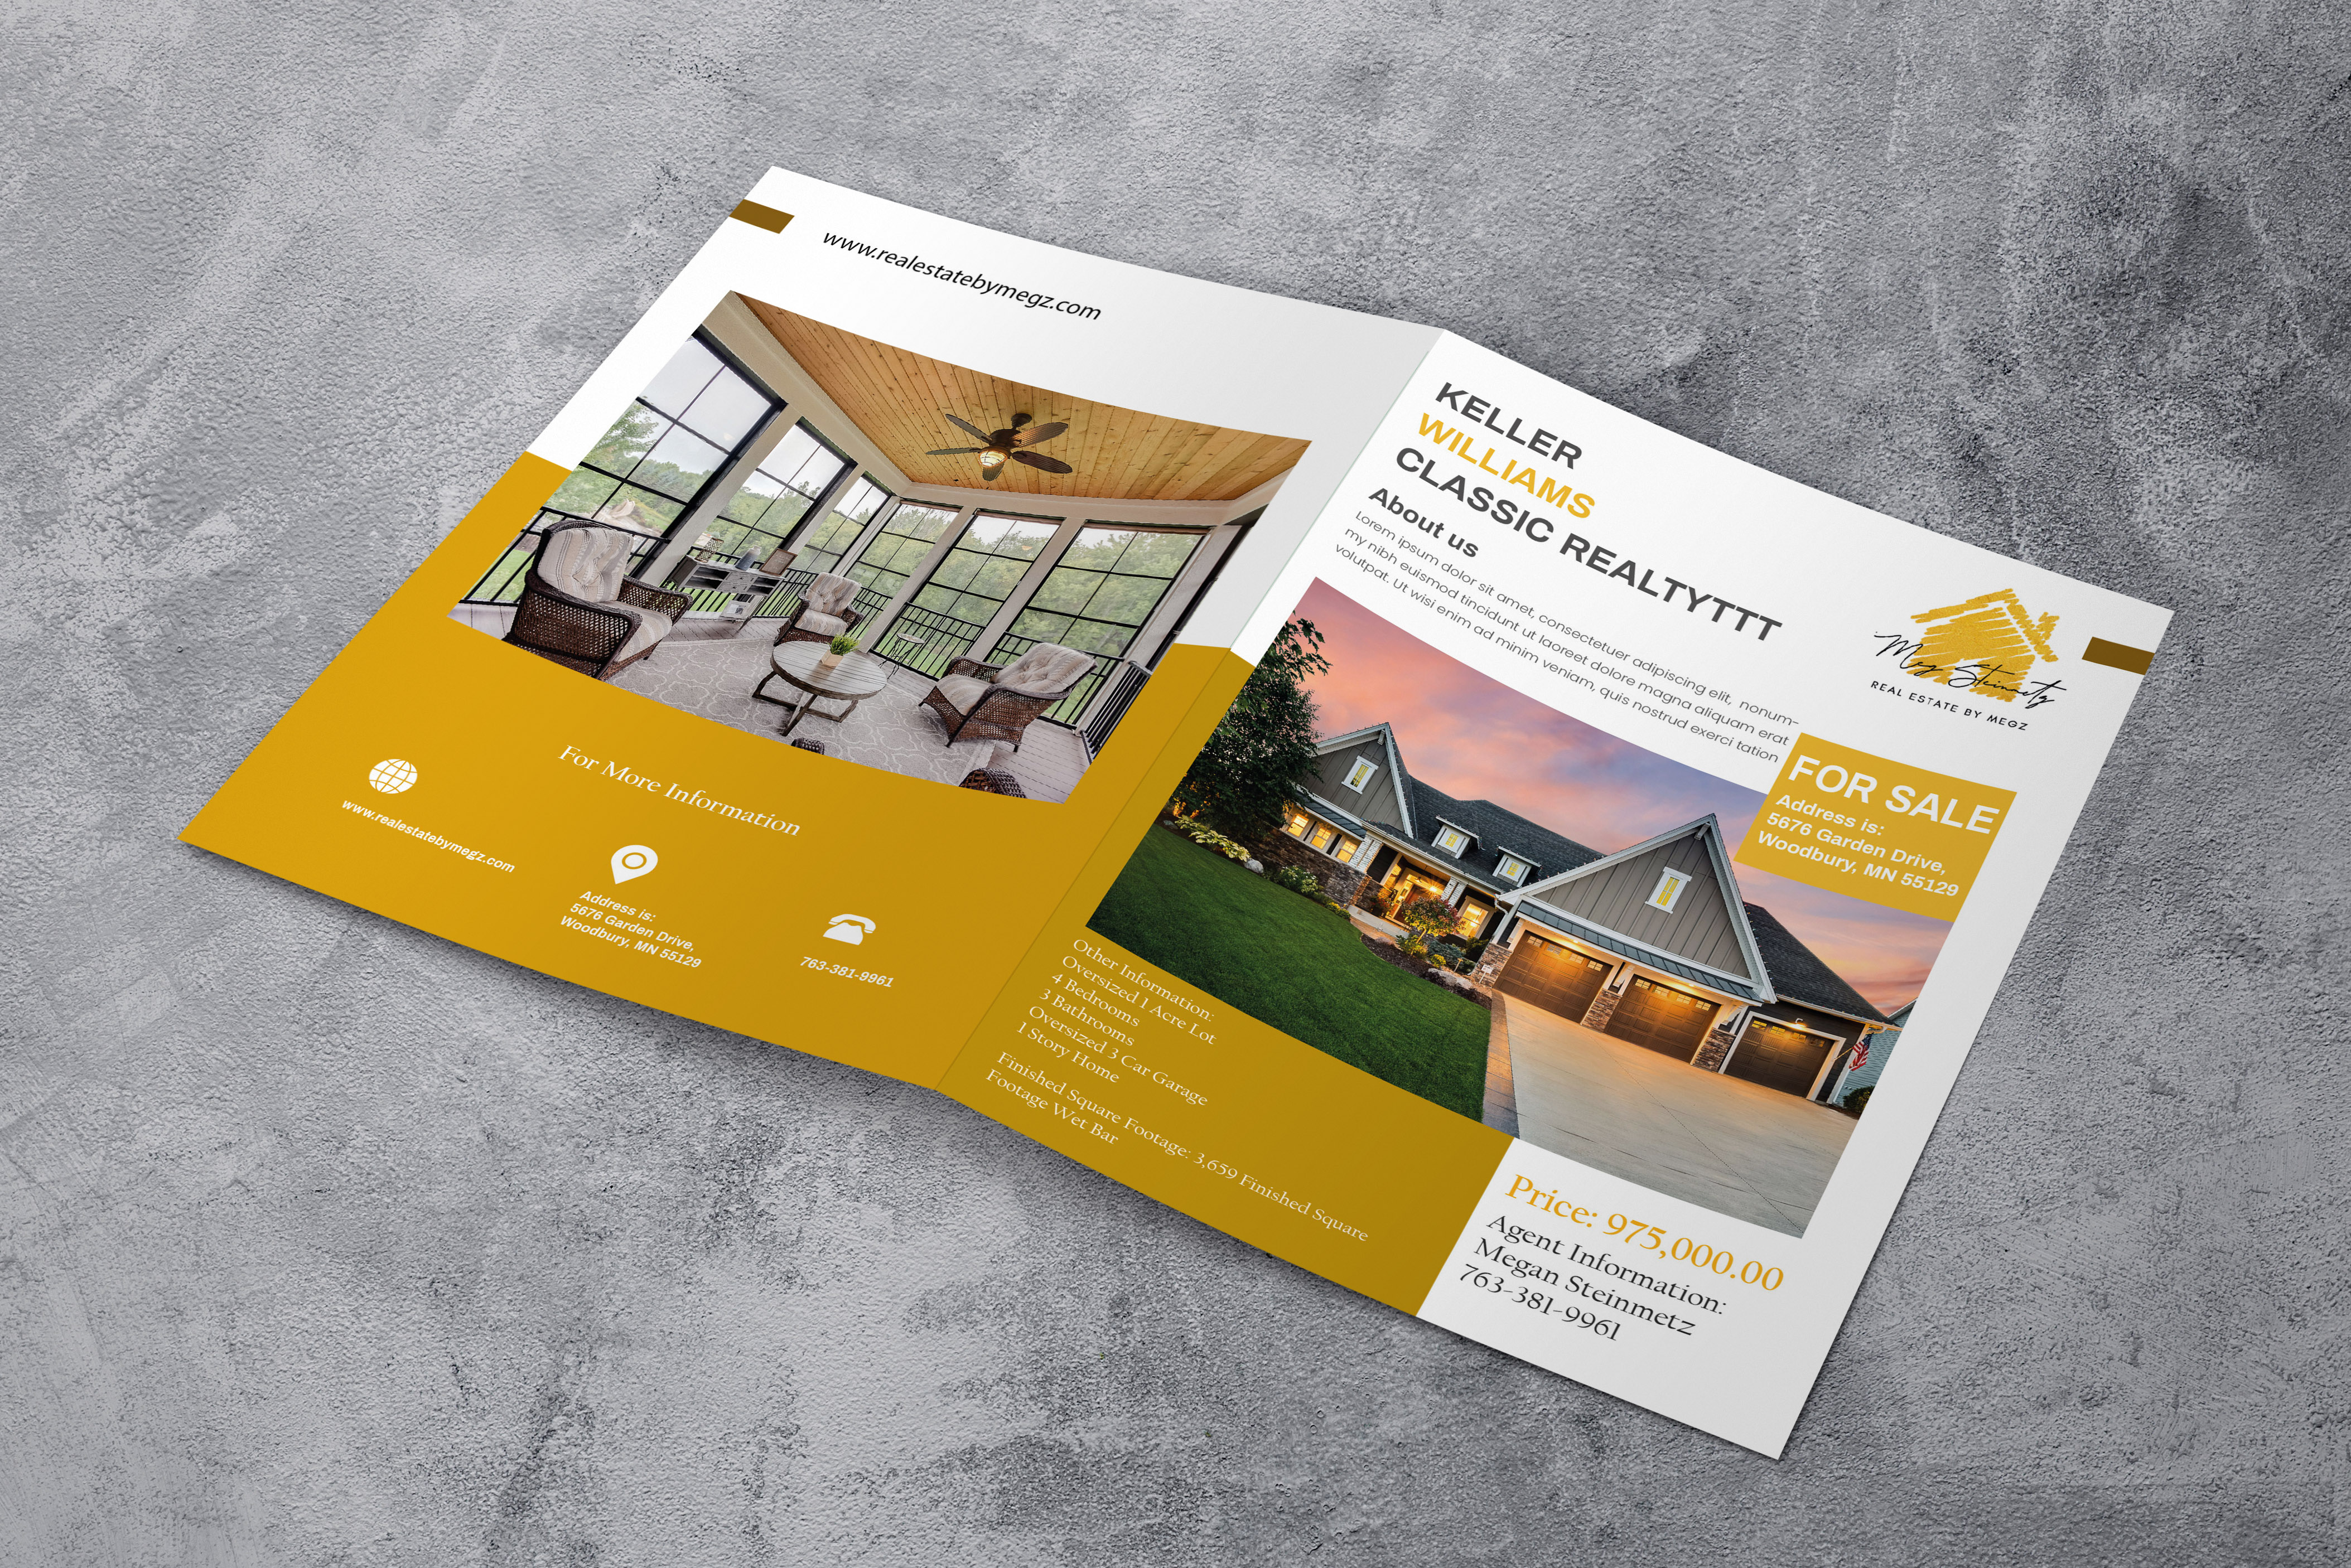 www.realestatebymegz.com
For More Information
www.realestatebymegz.com
Address is:
5676 Garden Drive,
Woodbury, MN 55129
763-381-9961
KELLER
WILLIAMS
CLASSIC REALTYTTT
About us
Lorem ipsum dolor sit amet, consectetuer adipiscing elit, nonum-
my nibh euismod tincidunt ut laoreet dolore magna aliquam erat
volutpat. Ut wisi enim ad minim veniam, quis nostrud exerci tation
Meg Steinmetz
REAL ESTATE BY MEGZ
FOR SALE
Address is:
5676 Garden Drive,
Woodbury, MN 55129
Other Information:
Oversized 1 Acre Lot
4 Bedrooms
3 Bathrooms
Oversized 3 Car Garage
1 Story Home
Finished Square Footage: 3,659 Finished Square
Footage Wet Bar
Price: 975,000.00
Agent Information:
Megan Steinmetz
763-381-9961